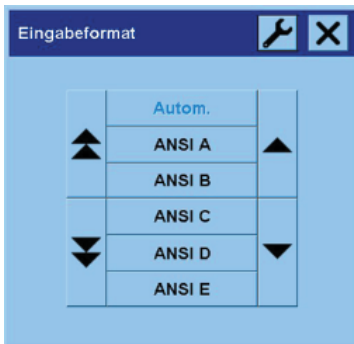 Eingabeformat
Autom.
ANSI A
ANSI B
ANSI C
ANSI D
ANSI E